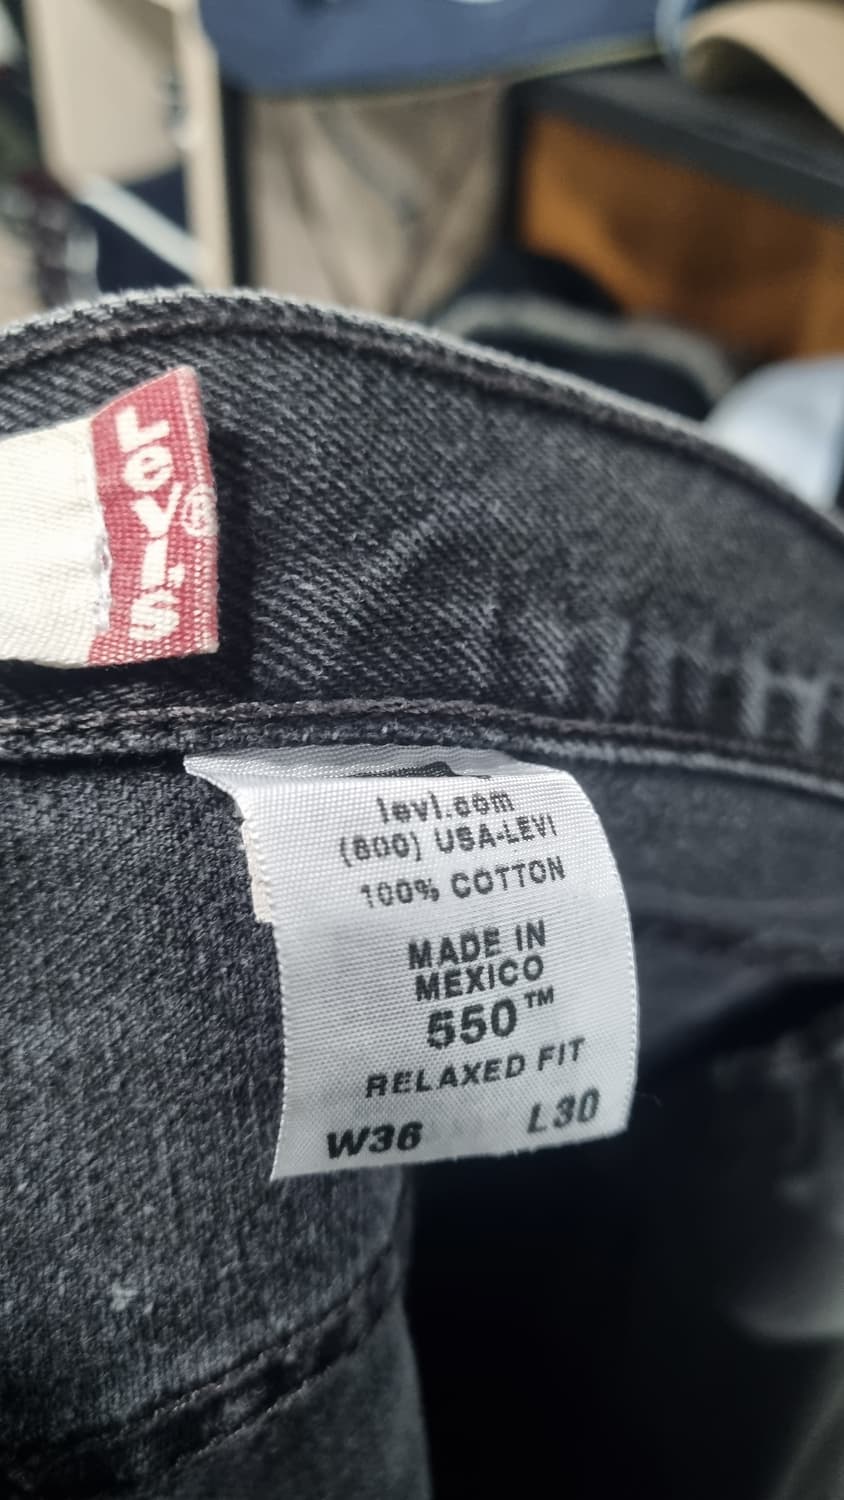 Levi's®
levi.com
(800) USA-LEVI
100% COTTON
MADE IN
MEXICO
550™
RELAXED FIT
W36 L30